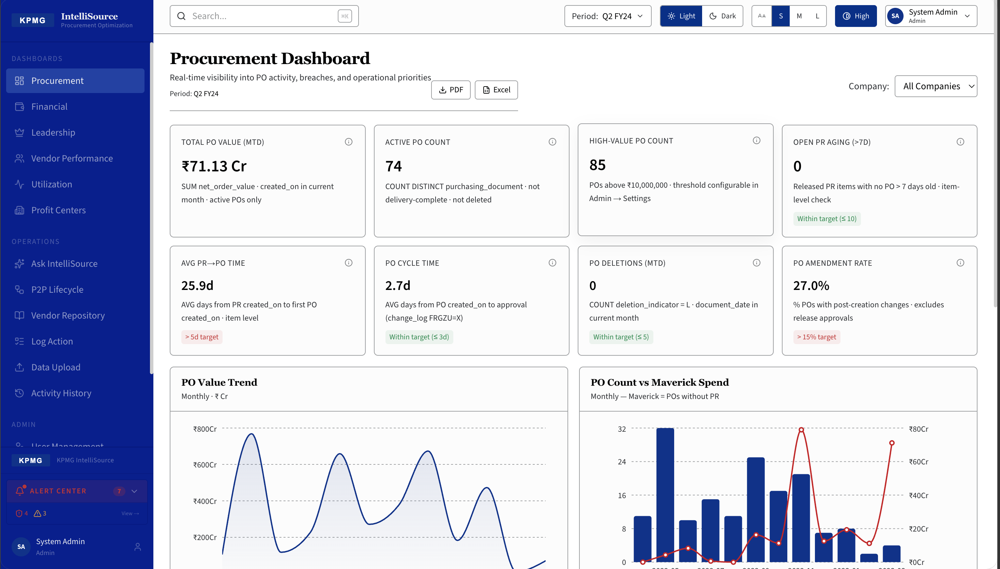 KPMG
IntelliSource
Procurement Optimization
DASHBOARDS
Procurement
Financial
Leadership
Vendor Performance
Utilization
Profit Centers
OPERATIONS
Ask IntelliSource
P2P Lifecycle
Vendor Repository
Log Action
Data Upload
Activity History
ADMIN
User Management
KPMG
KPMG IntelliSource
ALERT CENTER
7
4
3
View →
SA
System Admin
Admin
Search...
⌘K
Period: Q2 FY24
Light
Dark
AA
S
M
L
High
SA
System Admin
Admin
Procurement Dashboard
Real-time visibility into PO activity, breaches, and operational priorities
Period: Q2 FY24
PDF
Excel
Company:
All Companies
TOTAL PO VALUE (MTD)
₹71.13 Cr
SUM net_order_value · created_on in current
month · active POs only
ACTIVE PO COUNT
74
COUNT DISTINCT purchasing_document · not
delivery-complete · not deleted
HIGH-VALUE PO COUNT
85
POs above ₹10,000,000 · threshold configurable in
Admin → Settings
OPEN PR AGING (>7D)
0
Released PR items with no PO > 7 days old · item-
level check
Within target (≤ 10)
AVG PR→PO TIME
25.9d
AVG days from PR created_on to first PO
created_on · item level
> 5d target
PO CYCLE TIME
2.7d
AVG days from PO created_on to approval
(change_log FRGZU=X)
Within target (≤ 3d)
PO DELETIONS (MTD)
0
COUNT deletion_indicator = L · document_date in
current month
Within target (≤ 5)
PO AMENDMENT RATE
27.0%
% POs with post-creation changes · excludes
release approvals
> 15% target
PO Value Trend
Monthly · ₹ Cr
₹800Cr
₹600Cr
₹400Cr
₹200Cr
PO Count vs Maverick Spend
Monthly — Maverick = POs without PR
32
24
16
8
0
₹80Cr
₹60Cr
₹40Cr
₹20Cr
₹0Cr